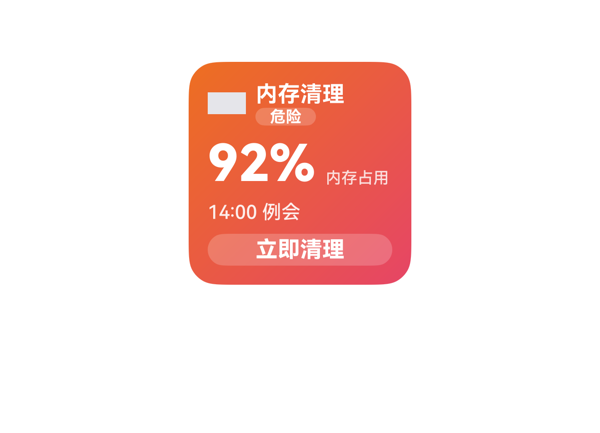 内存清理
危险
92% 内存占用
14:00 例会
立即清理